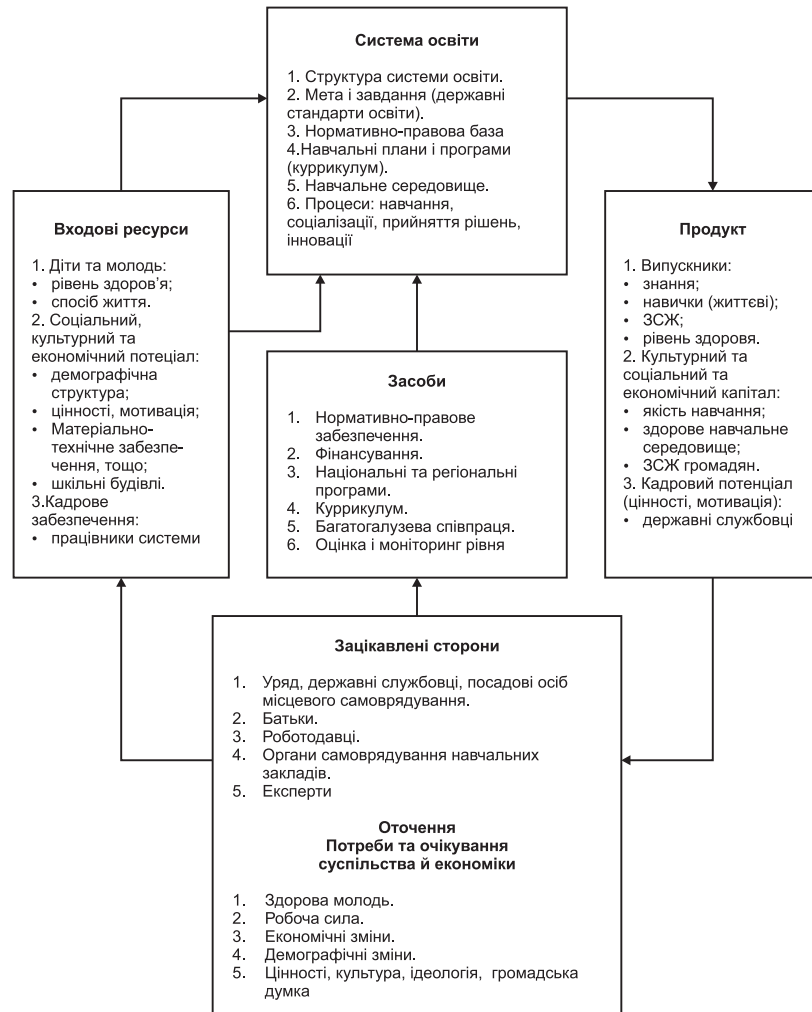 Система освіти
1. Структура системи освіти.
2. Мета і завдання (державні
стандарти освіти).
3. Нормативно-правова база
4.Навчальні плани і програми
(куррикулум).
5. Навчальне середовище.
6. Процеси: навчання,
соціалізації, прийняття рішень,
інновації
Входові ресурси
1. Діти та молодь:
• рівень здоров’я;
• спосіб життя.
2. Соціальний,
культурний та
економічний потеціал:
• демографічна
структура;
• цінності, мотивація;
• Матеріально-
технічне забезпе-
чення, тощо;
• шкільні будівлі.
3.Кадрове
забезпечення:
• працівники системи
Засоби
1. Нормативно-правове
забезпечення.
2. Фінансування.
3. Національні та регіональні
програми.
4. Куррикулум.
5. Багатогалузева співпраця.
6. Оцінка і моніторинг рівня
Продукт
1. Випускники:
• знання;
• навички (життєві);
• ЗСЖ;
• рівень здоровя.
2. Культурний та
соціальний та
економічний капітал:
• якість навчання;
• здорове навчальне
середовище;
• ЗСЖ громадян.
3. Кадровий потенціал
(цінності, мотивація):
• державні службовці
Зацікавлені сторони
1. Уряд, державні службовці, посадові осіб
місцевого самоврядування.
2. Батьки.
3. Роботодавці.
4. Органи самоврядування навчальних
закладів.
5. Експерти
Оточення
Потреби та очікування
суспільства й економіки
1. Здорова молодь.
2. Робоча сила.
3. Економічні зміни.
4. Демографічні зміни.
5. Цінності, культура, ідеологія, громадська
думка